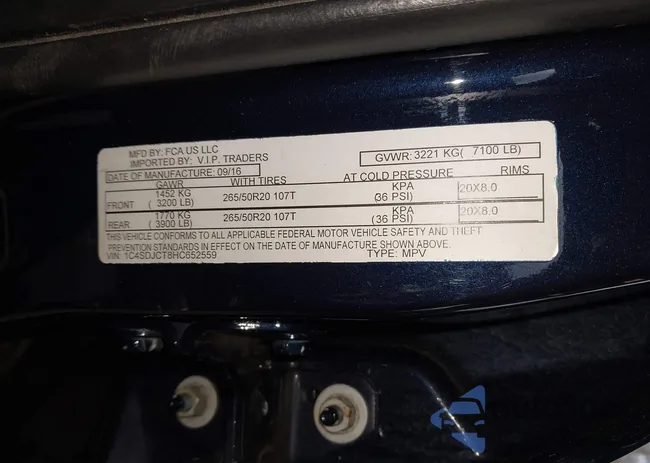 MFD BY: FCA US LLC
IMPORTED BY: V.I.P. TRADERS
GVWR: 3221 KG( 7100 LB)
DATE OF MANUFACTURE: 09/16
GAWR WITH TIRES AT COLD PRESSURE RIMS
1452 KG KPA
FRONT ( 3200 LB) 265/50R20 107T (36 PSI) 20X8.0
1770 KG KPA
REAR ( 3900 LB) 265/50R20 107T (36 PSI) 20X8.0
THIS VEHICLE CONFORMS TO ALL APPLICABLE FEDERAL MOTOR VEHICLE SAFETY AND THEFT
PREVENTION STANDARDS IN EFFECT ON THE DATE OF MANUFACTURE SHOWN ABOVE.
VIN: 1C4SDJCT8HC652559 TYPE: MPV